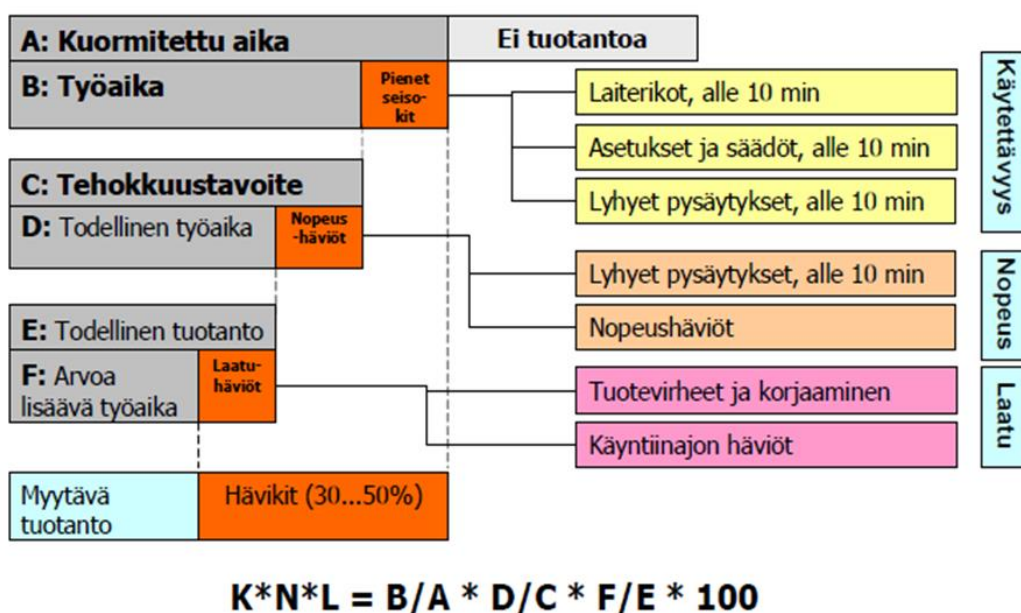 A: Kuormitettu aika
Ei tuotantoa
B: Työaika
Pienet
seiso-
kit
Laiterikot, alle 10 min
Asetukset ja säädöt, alle 10 min
Lyhyet pysäytykset, alle 10 min
Käytettävyys
C: Tehokkuustavoite
D: Todellinen työaika
Nopeus
-häviöt
Lyhyet pysäytykset, alle 10 min
Nopeushäviöt
Nopeus
E: Todellinen tuotanto
F: Arvoa
lisäävä työaika
Laatu-
häviöt
Tuotevirheet ja korjaaminen
Käyntiinajon häviöt
Laatu
Myytävä
tuotanto
Hävikit (30...50%)
K*N*L = B/A * D/C * F/E * 100